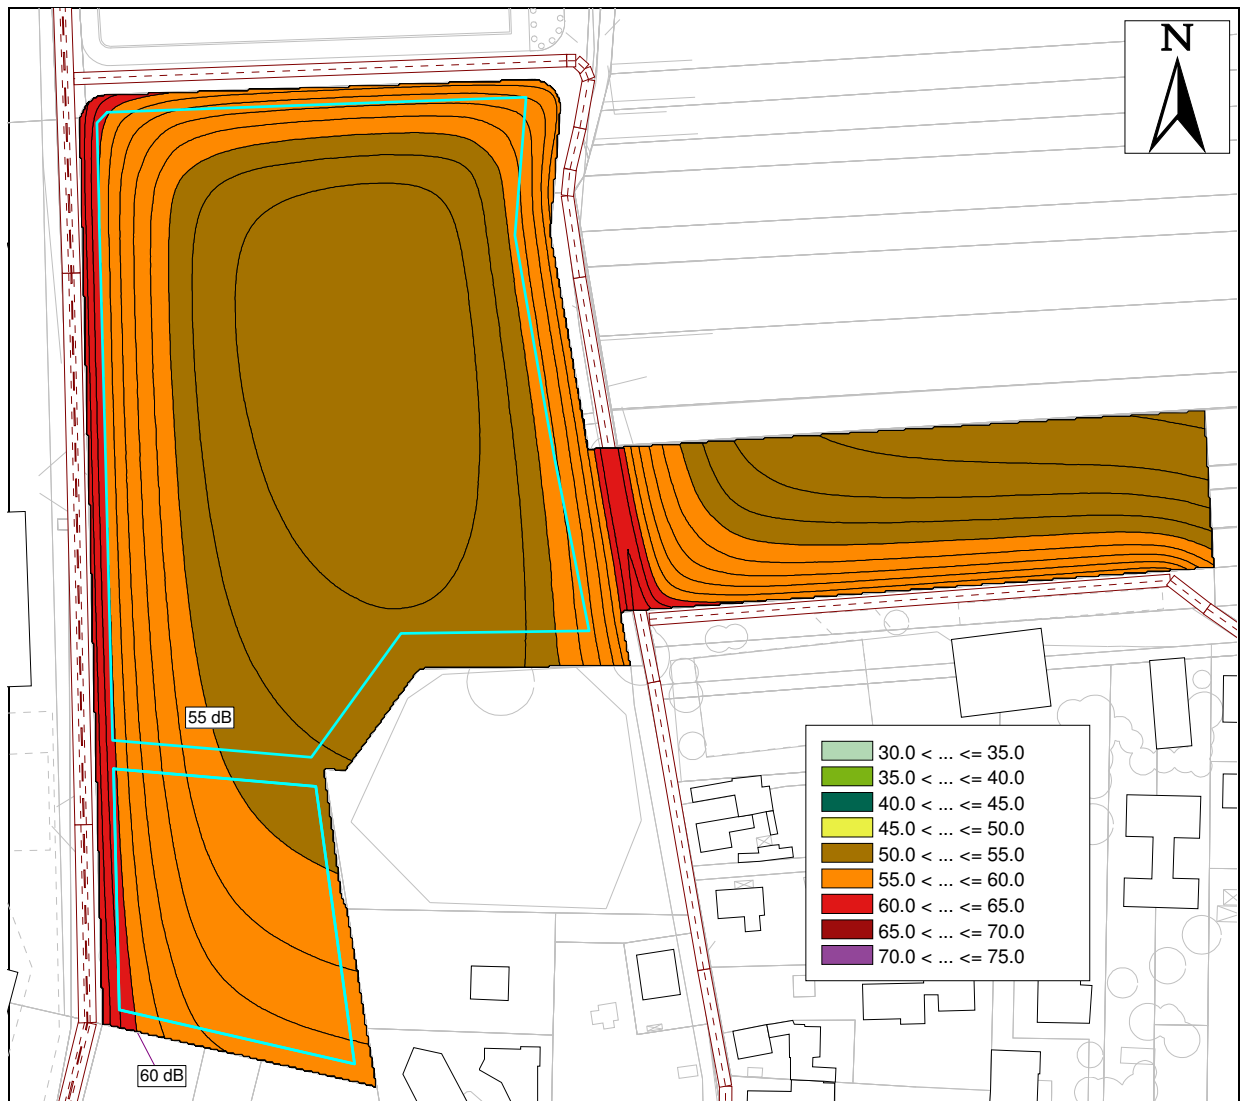 N
55 dB
30.0 < ... <= 35.0
35.0 < ... <= 40.0
40.0 < ... <= 45.0
45.0 < ... <= 50.0
50.0 < ... <= 55.0
55.0 < ... <= 60.0
60.0 < ... <= 65.0
65.0 < ... <= 70.0
70.0 < ... <= 75.0
60 dB